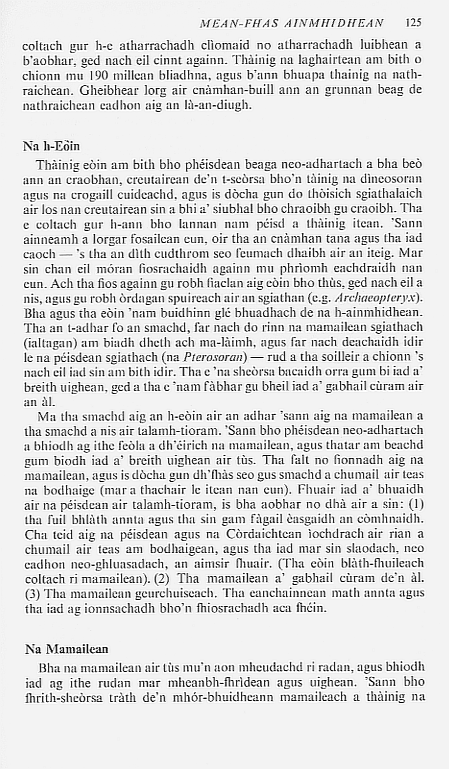 MEAN-FHAS AINMHIDHEAN 125
coltach gur h-e atharrachadh clìomaid no atharrachadh luibhean a
b'aobhar, ged nach eil cinnt againn. Thàinig na laghairtean am bith o
chionn mu 190 millean bliadhna, agus b'ann bhuapa thainig na nath-
raichean. Gheibhear lorg air cnàmhan-buill ann an grunnan beag de
nathraichean eadhon aig an là-an-diugh.
Na h-Eòin
Thàinig eòin am bith bho phéisdean beaga neo-adhartach a bha beò
ann an craobhan, creutairean de'n t-seòrsa bho'n tàinig na dìneosoran
agus na crogaill cuideachd, agus is dòcha gun do thòisich sgiathalaich
air los nan creutairean sin a bhi a' siubhal bho chraoibh gu craoibh. Tha
e coltach gur h-ann bho lannan nam péisd a thàinig itean. 'Sann
ainneamh a lorgar fosailean eun, oir tha an cnàmhan tana agus tha iad
caoch — 's tha an dìth cudthrom seo feumach dhaibh air an iteig. Mar
sin chan eil móran fiosrachaidh againn mu phrìomh eachdraidh nan
eun. Ach tha fios againn gu robh fiaclan aig eòin bho thùs, ged nach eil a
nis, agus gu robh òrdagan spuireach air an sgiathan (e.g. Archaeopteryx).
Bha agus tha eòin 'nam buidhinn glé bhuadhach de na h-ainmhidhean.
Tha an t-adhar fo an smachd, far nach do rinn na mamailean sgiathach
(ialtagan) am biadh dheth ach ma-làimh, agus far nach deachaidh idir
le na péisdean sgiathach (na Pterosoran) — rud a tha soilleir a chionn 's
nach eil iad sin am bith idir. Tha e 'na sheòrsa bacaidh orra gum bi iad a'
breith uighean, ged a tha e 'nam fàbhar gu bheil iad a' gabhail cùram air
an àl.
Ma tha smachd aig an h-eòin air an adhar 'sann aig na mamailean a
tha smachd a nis air talamh-tioram. 'Sann bho phéisdean neo-adhartach
a bhiodh ag ithe feòla a dh'éirich na mamailean, agus thatar am beachd
gum biodh iad a' breith uighean air tùs. Tha falt no fionnadh aig na
mamailean, agus is dòcha gun dh'fhàs seo gus smachd a chumail air teas
na bodhaige (mar a thachair le itean nan eun). Fhuair iad a' bhuaidh
air na péisdean air talamh-tioram, is bha aobhar no dhà air a sin: (1)
tha fuil bhlàth annta agus tha sin gam fàgail èasgaidh an còmhnaidh.
Cha teid aig na péisdean agus na Còrdaichtean ìochdrach air rian a
chumail air teas am bodhaigean, agus tha iad mar sin slaodach, neo
eadhon neo-ghluasadach, an aimsir fhuair. (Tha eòin blàth-fhuileach
coltach ri mamailean). (2) Tha mamailean a' gabhail cùram de'n àl.
(3) Tha mamailean geurchuiseach. Tha eanchainnean math annta agus
tha iad ag ionnsachadh bho'n fhiosrachadh aca fhéin.
Na Mamailean
Bha na mamailean air tùs mu'n aon mheudachd ri radan, agus bhiodh
iad ag ithe rudan mar mheanbh-fhrìdean agus uighean. 'Sann bho
fhrith-sheòrsa tràth de'n mhór-bhuidheann mamaileach a thàinig na